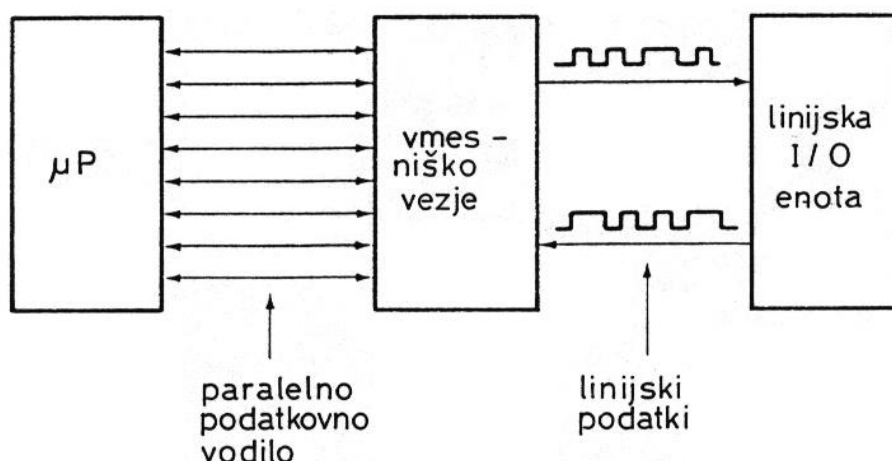 µP
vmes -
niško
vezje
linijska
I / O
enota
paralelno
podatkovno
vodilo
linijski
podatki